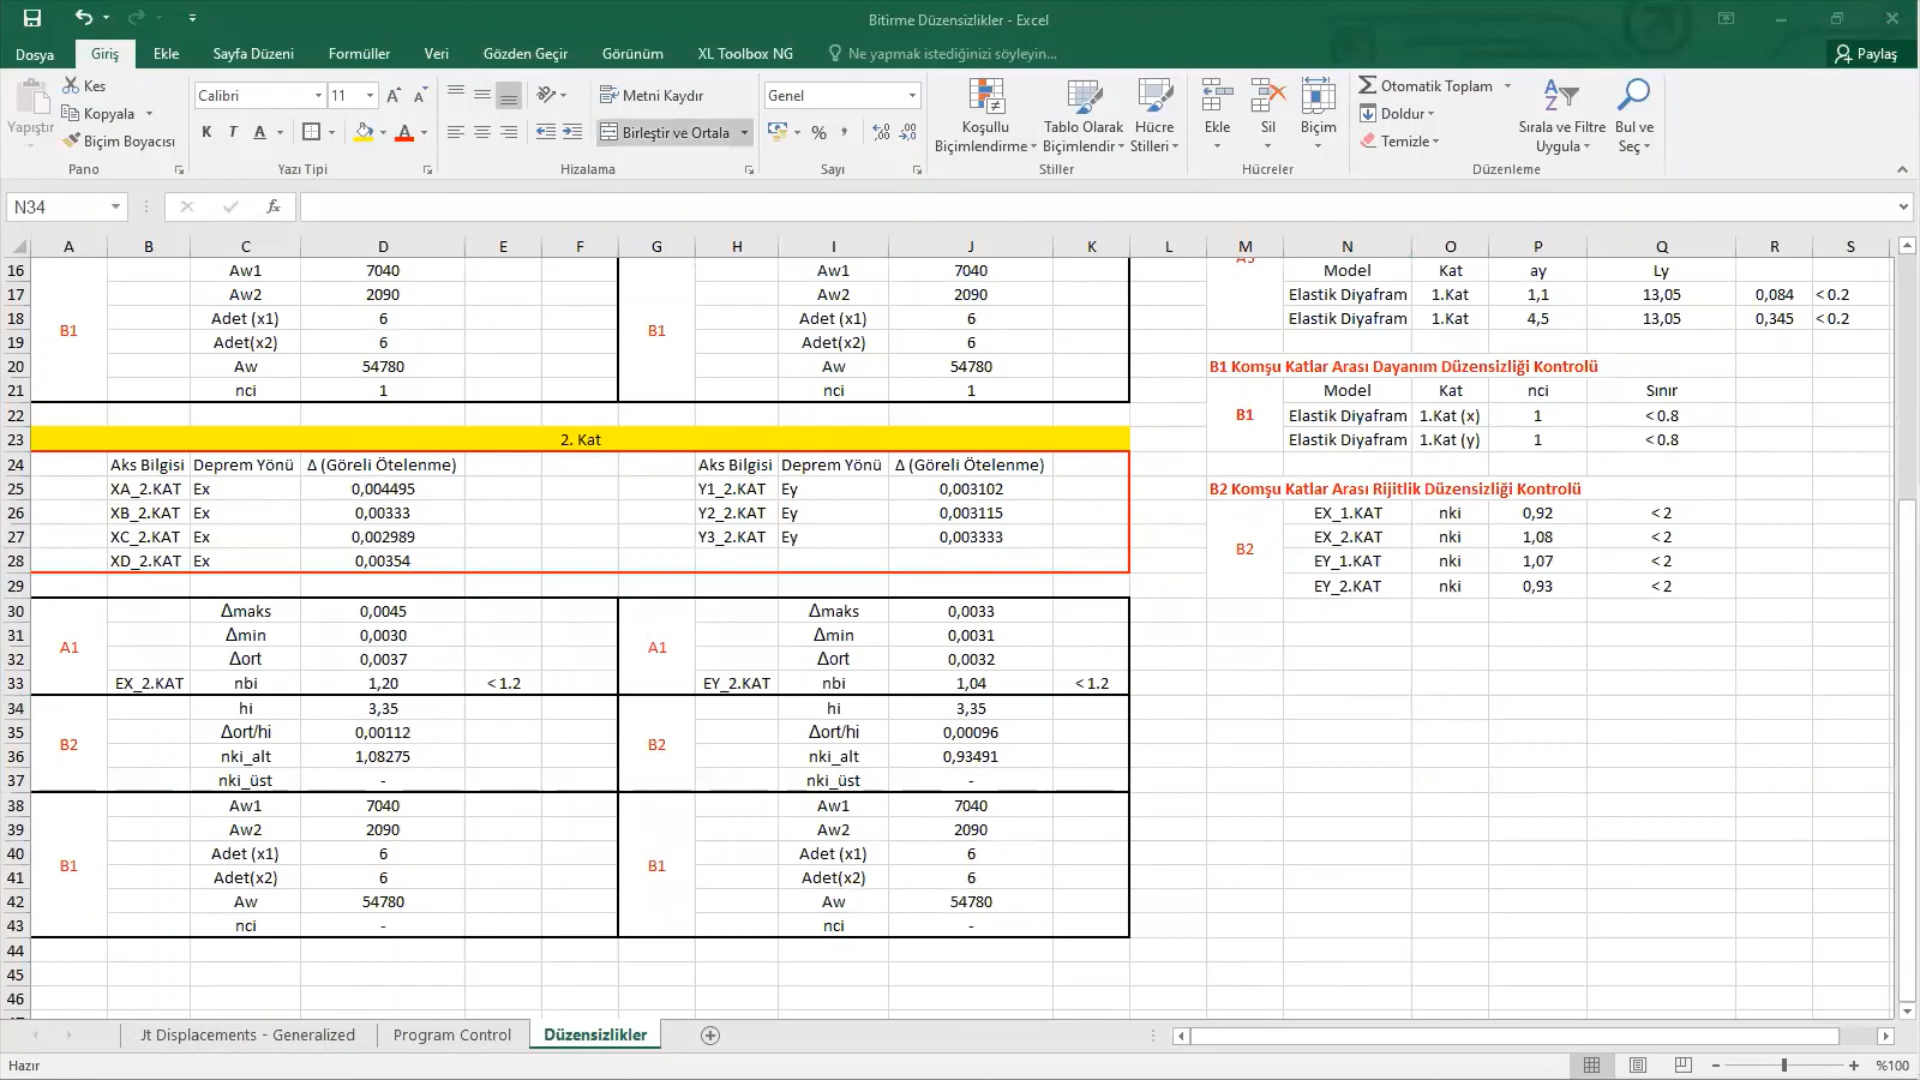 Bitirme Düzensizlikler - Excel
Dosya Giriş Ekle Sayfa Düzeni Formüller Veri Gözden Geçir Görünüm XL Toolbox NG Ne yapmak istediğinizi söyleyin... Paylaş
Yapıştır
Kes
Kopyala
Biçim Boyacısı
Pano
Calibri 11
K T A
Yazı Tipi
Metni Kaydır
Birleştir ve Ortala
Hizalama
Genel
%
Sayı
Koşullu Biçimlendirme
Tablo Olarak Biçimlendir
Hücre Stilleri
Stiller
Ekle
Sil
Biçim
Hücreler
Otomatik Toplam
Doldur
Temizle
Sırala ve Filtre Uygula
Bul ve Seç
Düzenleme
N34 fx
A B C D E F G H I J K L M N O P Q R S
16 Aw1 7040 Aw1 7040 Model Kat ay Ly
17 Aw2 2090 Aw2 2090 Elastik Diyafram 1.Kat 1,1 13,05 0,084 < 0.2
18 B1 Adet (x1) 6 B1 Adet (x1) 6 Elastik Diyafram 1.Kat 4,5 13,05 0,345 < 0.2
19 Adet(x2) 6 Adet(x2) 6
20 Aw 54780 Aw 54780 B1 Komşu Katlar Arası Dayanım Düzensizliği Kontrolü
21 nci 1 nci 1 Model Kat nci Sınır
22 B1 Elastik Diyafram 1.Kat (x) 1 < 0.8
23 2. Kat Elastik Diyafram 1.Kat (y) 1 < 0.8
24 Aks Bilgisi Deprem Yönü Δ (Göreli Ötelenme) Aks Bilgisi Deprem Yönü Δ (Göreli Ötelenme)
25 XA_2.KAT Ex 0,004495 Y1_2.KAT Ey 0,003102 B2 Komşu Katlar Arası Rijitlik Düzensizliği Kontrolü
26 XB_2.KAT Ex 0,00333 Y2_2.KAT Ey 0,003115 EX_1.KAT nki 0,92 < 2
27 XC_2.KAT Ex 0,002989 Y3_2.KAT Ey 0,003333 B2 EX_2.KAT nki 1,08 < 2
28 XD_2.KAT Ex 0,00354 EY_1.KAT nki 1,07 < 2
29 EY_2.KAT nki 0,93 < 2
30 Δmaks 0,0045 Δmaks 0,0033
31 A1 Δmin 0,0030 A1 Δmin 0,0031
32 Δort 0,0037 Δort 0,0032
33 EX_2.KAT nbi 1,20 < 1.2 EY_2.KAT nbi 1,04 < 1.2
34 hi 3,35 hi 3,35
35 B2 Δort/hi 0,00112 B2 Δort/hi 0,00096
36 nki_alt 1,08275 nki_alt 0,93491
37 nki_üst - nki_üst -
38 Aw1 7040 Aw1 7040
39 Aw2 2090 Aw2 2090
40 B1 Adet (x1) 6 B1 Adet (x1) 6
41 Adet(x2) 6 Adet(x2) 6
42 Aw 54780 Aw 54780
43 nci - nci -
44
45
46
Jt Displacements - Generalized Program Control Düzensizlikler
Hazır %100